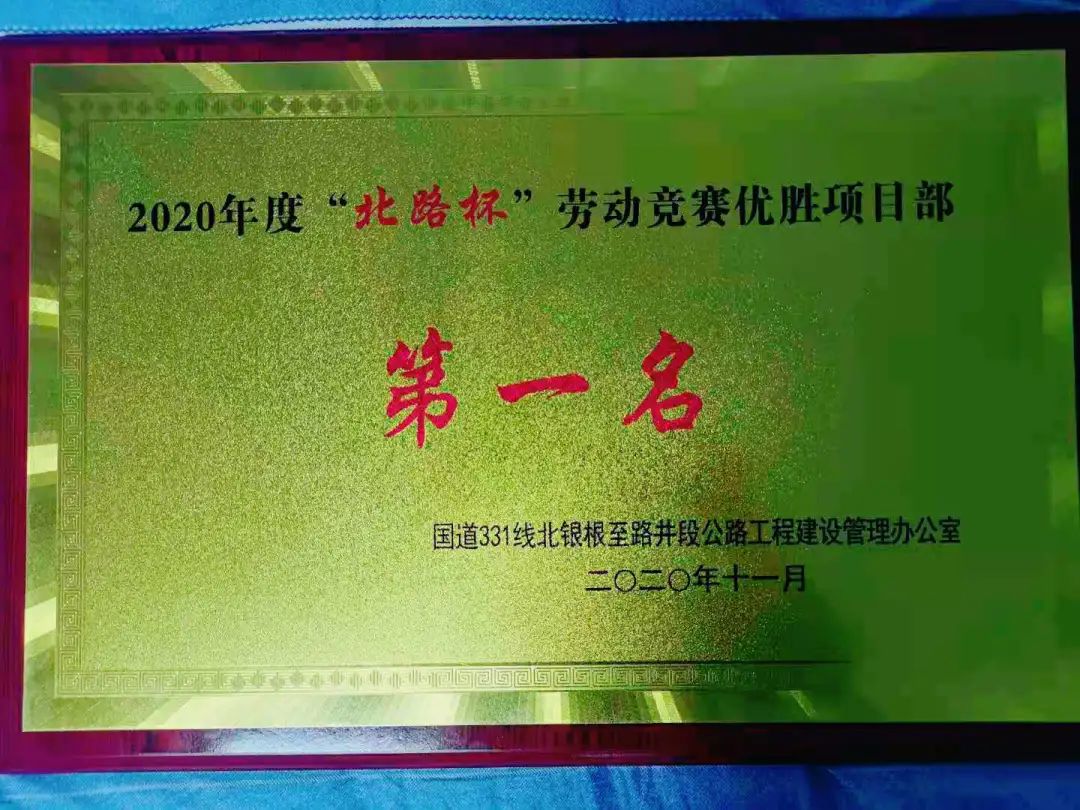 2020年度“北路杯”劳动竞赛优胜项目部
第一名
国道331线北银根至路井段公路工程建设管理办公室
二〇二〇年十一月